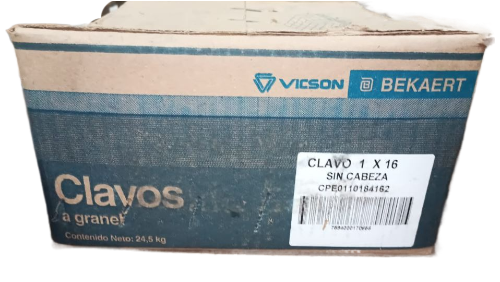 VICSON BEKAERT
Clavos
a granel
Contenido Neto: 24,5 kg
CLAVO 1 X 16
SIN CABEZA
CPE0110184162